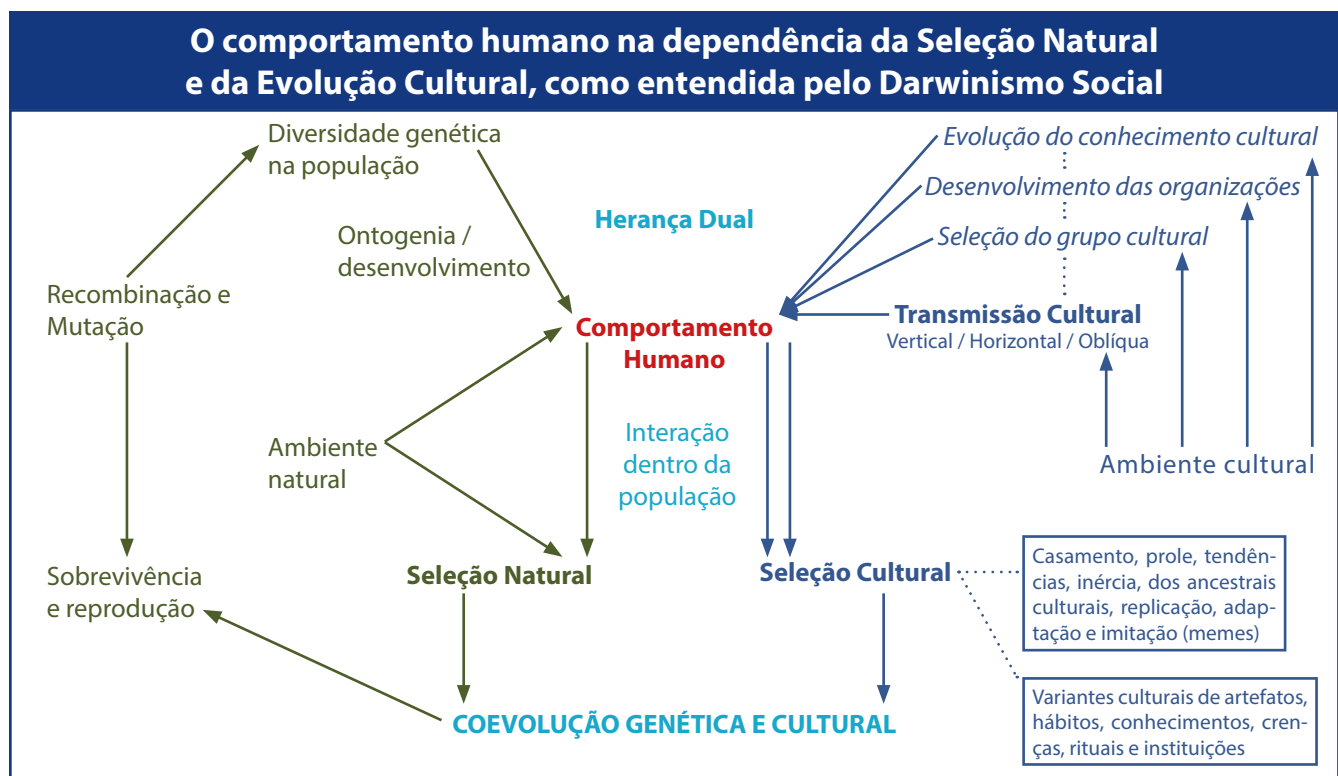 O comportamento humano na dependência da Seleção Natural
e da Evolução Cultural, como entendida pelo Darwinismo Social
Diversidade genética
na população
Ontogenia /
desenvolvimento
Recombinação e
Mutação
Ambiente
natural
Sobrevivência
e reprodução
Seleção Natural
Herança Dual
Comportamento
Humano
Interação
dentro da
população
Evolução do conhecimento cultural
Desenvolvimento das organizações
Seleção do grupo cultural
Transmissão Cultural
Vertical / Horizontal / Oblíqua
Ambiente cultural
Seleção Cultural
Casamento, prole, tendên-
cias, inércia, dos ancestrais
culturais, replicação, adap-
tação e imitação (memes)
Variantes culturais de artefatos,
hábitos, conhecimentos, cren-
ças, rituais e instituições
COEVOLUÇÃO GENÉTICA E CULTURAL